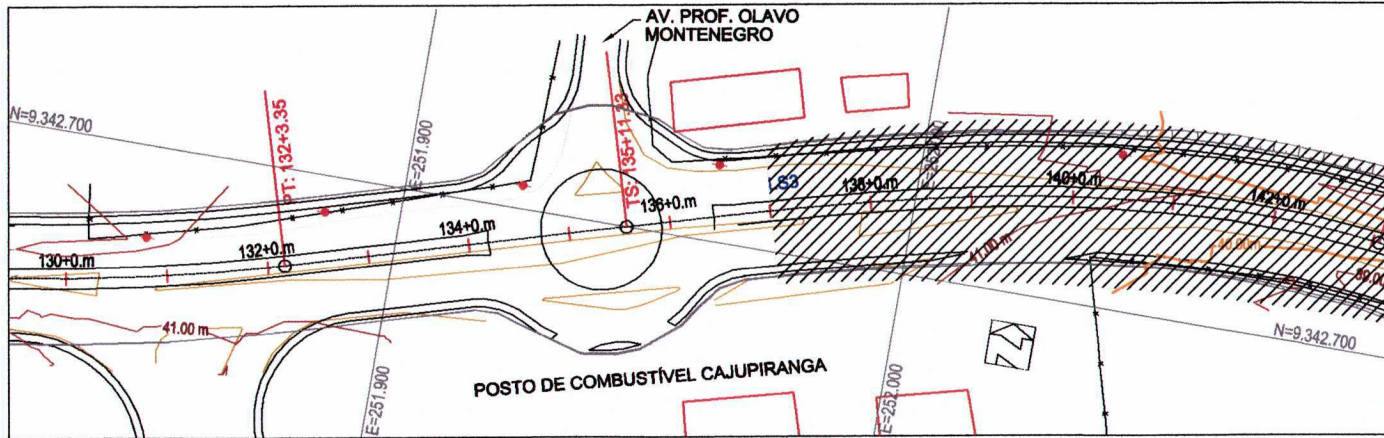 AV. PROF. OLAVO
MONTENEGRO
N=9,342.700
PT: 132+3.35
E=251.900
TS: 135+11.33
LS3
138+0.m
140+0.m
142+0.m
136+0.m
134+0.m
132+0.m
130+0.m
41.00 m
41.00 m
N=9,342.700
POSTO DE COMBUSTÍVEL CAJUPIRANGA
E=251.900
E=252.000